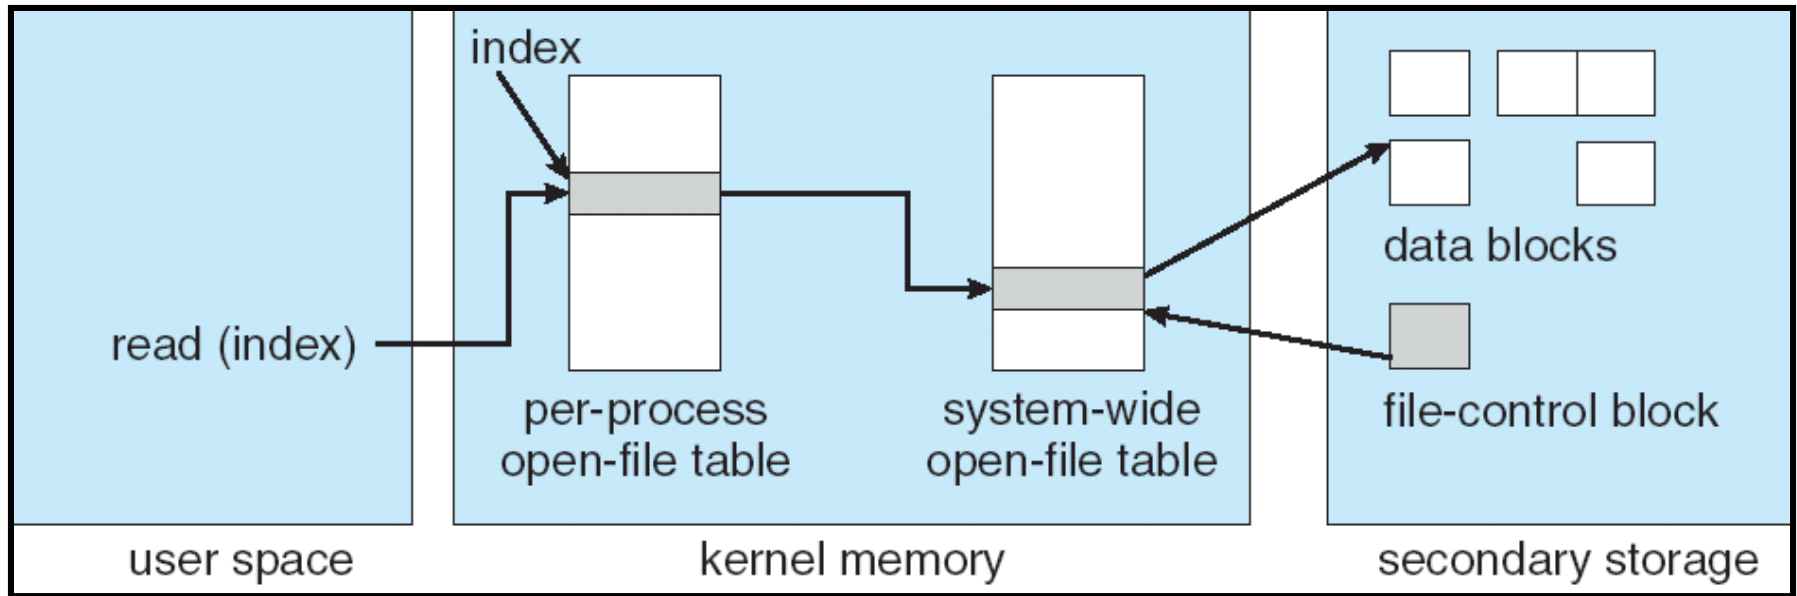 index
read (index)
per-process
open-file table
system-wide
open-file table
data blocks
file-control block
user space
kernel memory
secondary storage